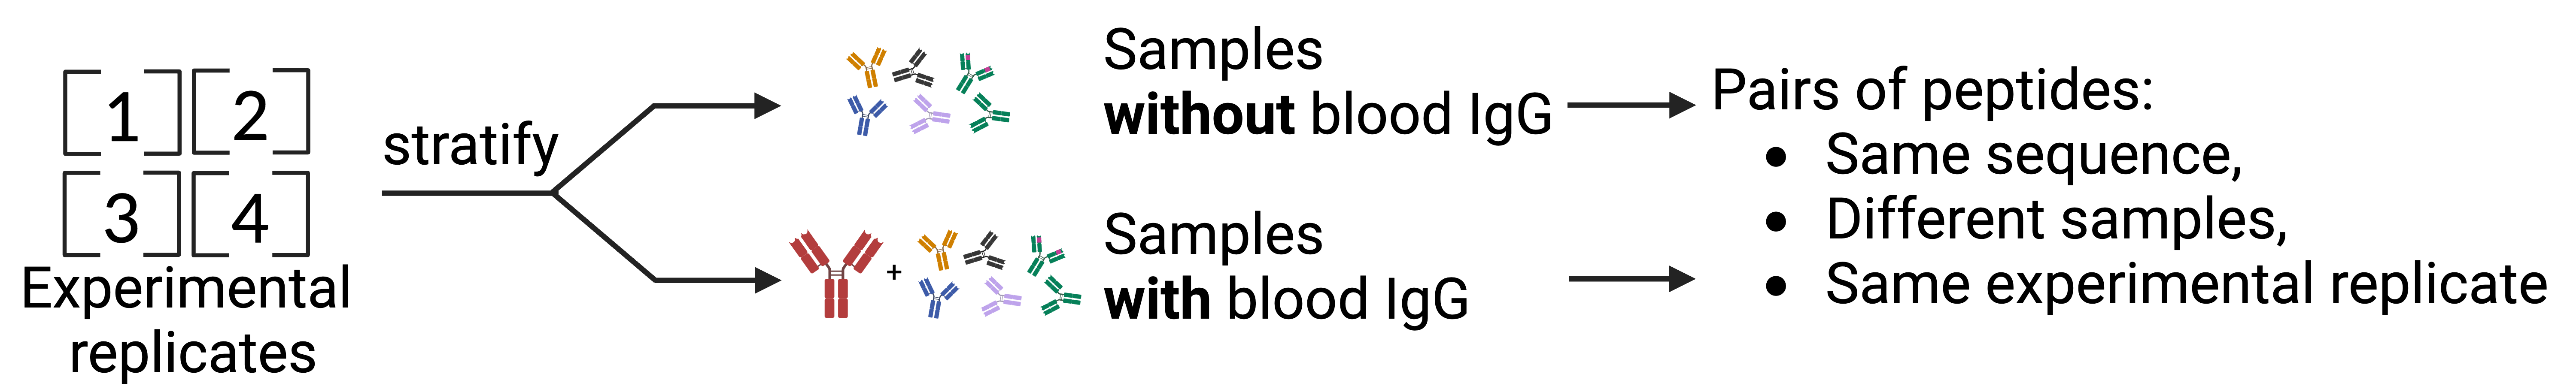 1 2
3 4
Experimental
replicates
stratify
Samples
without blood IgG
+
Samples
with blood IgG
Pairs of peptides:
• Same sequence,
• Different samples,
• Same experimental replicate